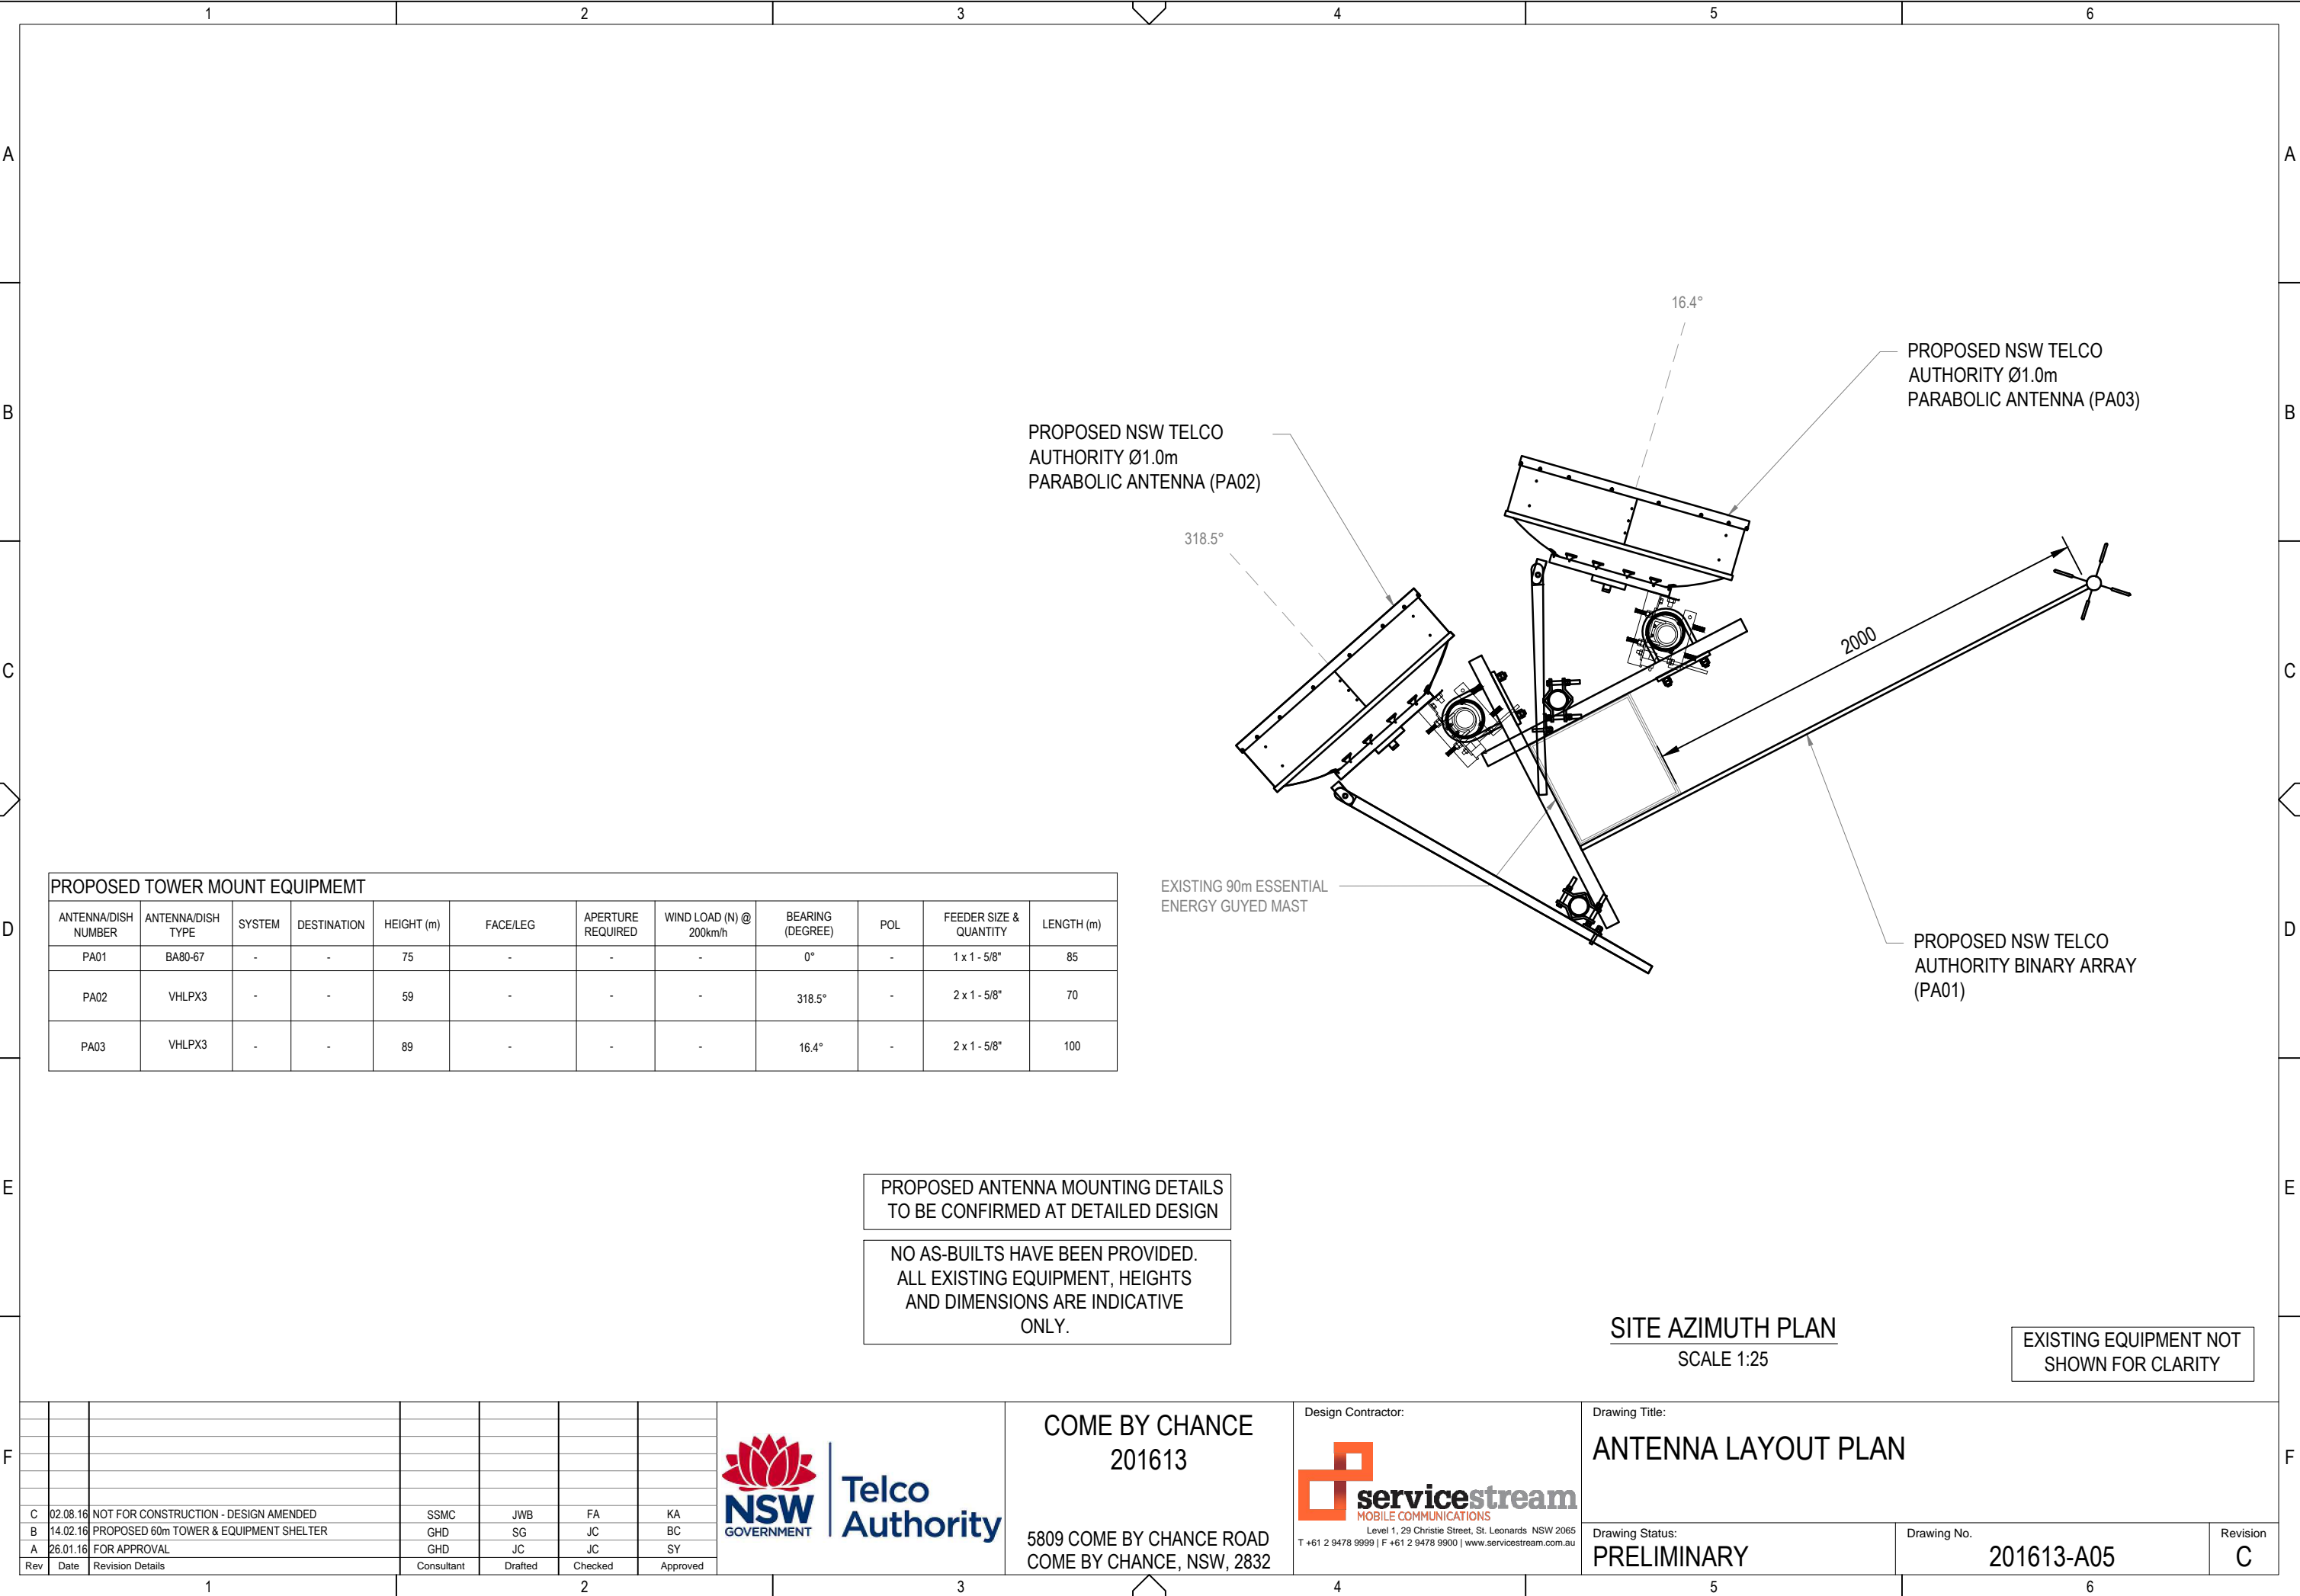 1 2 3 4 5 6
A A
B B
C C
D D
E E
F F
16.4°
PROPOSED NSW TELCO
AUTHORITY Ø1.0m
PARABOLIC ANTENNA (PA03)
PROPOSED NSW TELCO
AUTHORITY Ø1.0m
PARABOLIC ANTENNA (PA02)
318.5°
2000
EXISTING 90m ESSENTIAL
ENERGY GUYED MAST
PROPOSED NSW TELCO
AUTHORITY BINARY ARRAY
(PA01)
PROPOSED TOWER MOUNT EQUIPMEMT
ANTENNA/DISH NUMBER ANTENNA/DISH TYPE SYSTEM DESTINATION HEIGHT (m) FACE/LEG APERTURE REQUIRED WIND LOAD (N) @ 200km/h BEARING (DEGREE) POL FEEDER SIZE & QUANTITY LENGTH (m)
PA01 BA80-67 - - 75 - - - 0° - 1 x 1 - 5/8" 85
PA02 VHLPX3 - - 59 - - - 318.5° - 2 x 1 - 5/8" 70
PA03 VHLPX3 - - 89 - - - 16.4° - 2 x 1 - 5/8" 100
PROPOSED ANTENNA MOUNTING DETAILS
TO BE CONFIRMED AT DETAILED DESIGN
NO AS-BUILTS HAVE BEEN PROVIDED.
ALL EXISTING EQUIPMENT, HEIGHTS
AND DIMENSIONS ARE INDICATIVE
ONLY.
SITE AZIMUTH PLAN
SCALE 1:25
EXISTING EQUIPMENT NOT
SHOWN FOR CLARITY
C 02.08.16 NOT FOR CONSTRUCTION - DESIGN AMENDED SSMC JWB FA KA
B 14.02.16 PROPOSED 60m TOWER & EQUIPMENT SHELTER GHD SG JC BC
A 26.01.16 FOR APPROVAL GHD JC JC SY
Rev Date Revision Details Consultant Drafted Checked Approved
NSW
GOVERNMENT
Telco
Authority
COME BY CHANCE
201613
5809 COME BY CHANCE ROAD
COME BY CHANCE, NSW, 2832
Design Contractor:
servicestream
MOBILE COMMUNICATIONS
Level 1, 29 Christie Street, St. Leonards NSW 2065
T +61 2 9478 9999 | F +61 2 9478 9900 | www.servicestream.com.au
Drawing Title:
ANTENNA LAYOUT PLAN
Drawing Status:
PRELIMINARY
Drawing No.
201613-A05
Revision
C
1 2 3 4 5 6